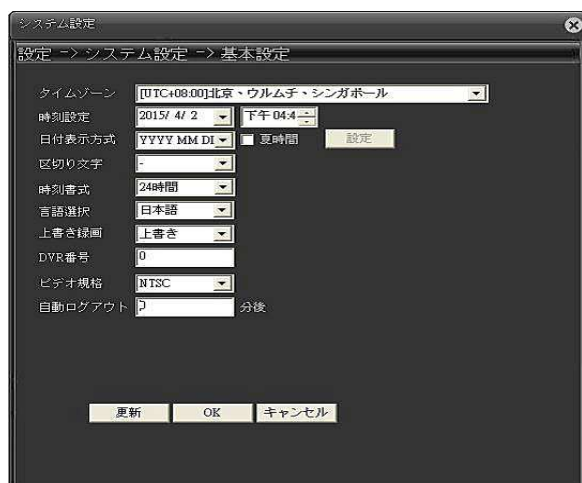 システム設定
設定 -> システム設定 -> 基本設定
タイムゾーン [UTC+08:00]北京、ウルムチ、シンガポール
時刻設定 2015/ 4/ 2 下午 04:4
日付表示方式 YYYY MM DI 夏時間 設定
区切り文字 -
時刻書式 24時間
言語選択 日本語
上書き録画 上書き
DVR番号 0
ビデオ規格 NTSC
自動ログアウト 分後
更新 OK キャンセル